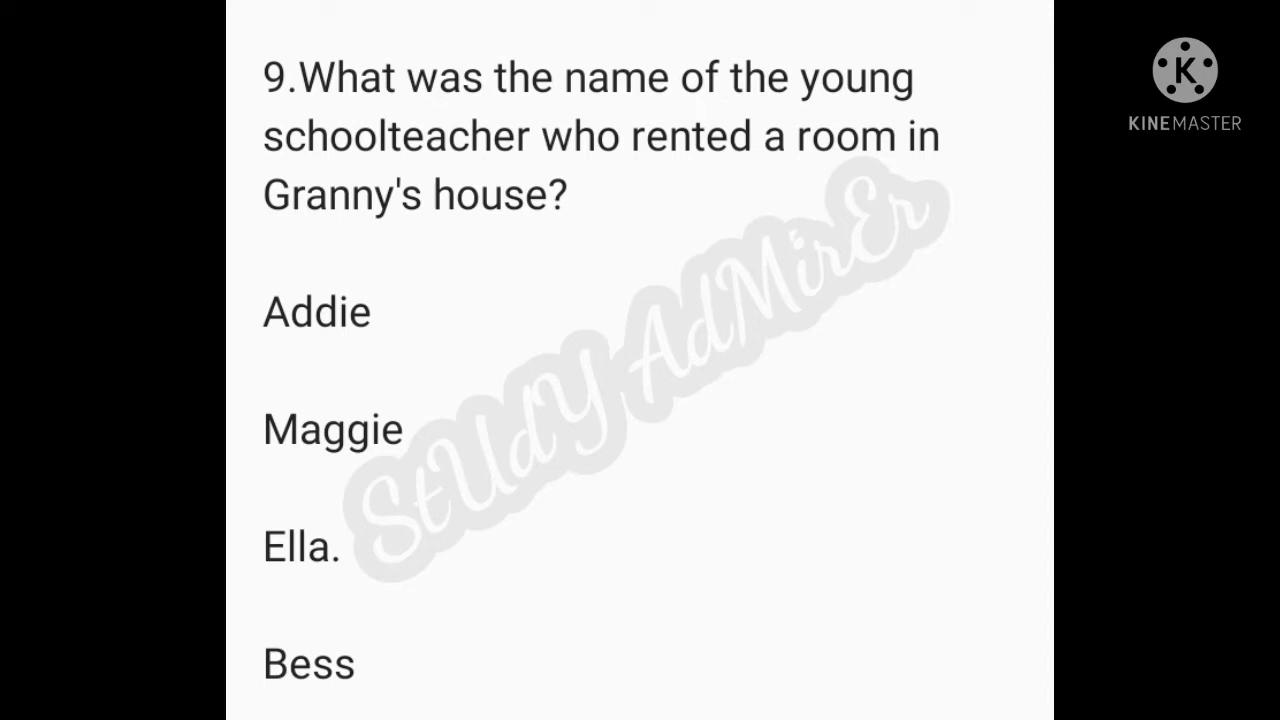 9.What was the name of the young
schoolteacher who rented a room in
Granny's house?
Addie
Maggie
Ella.
Bess
StUdY AdMirEr
K
KINEMASTER